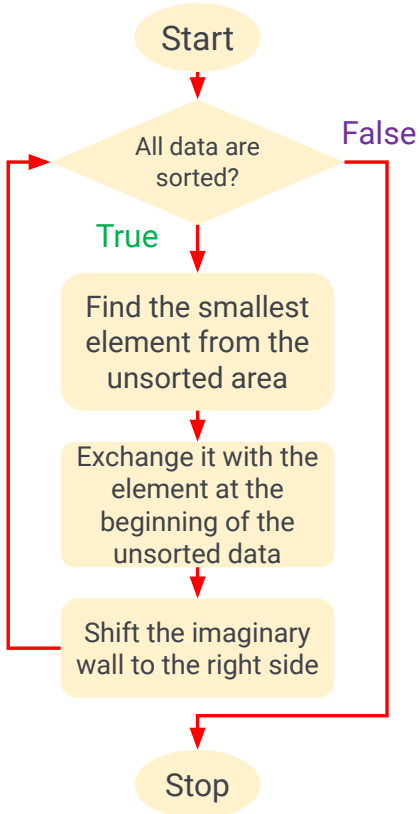 Start
All data are
sorted?
False
True
Find the smallest
element from the
unsorted area
Exchange it with the
element at the
beginning of the
unsorted data
Shift the imaginary
wall to the right side
Stop